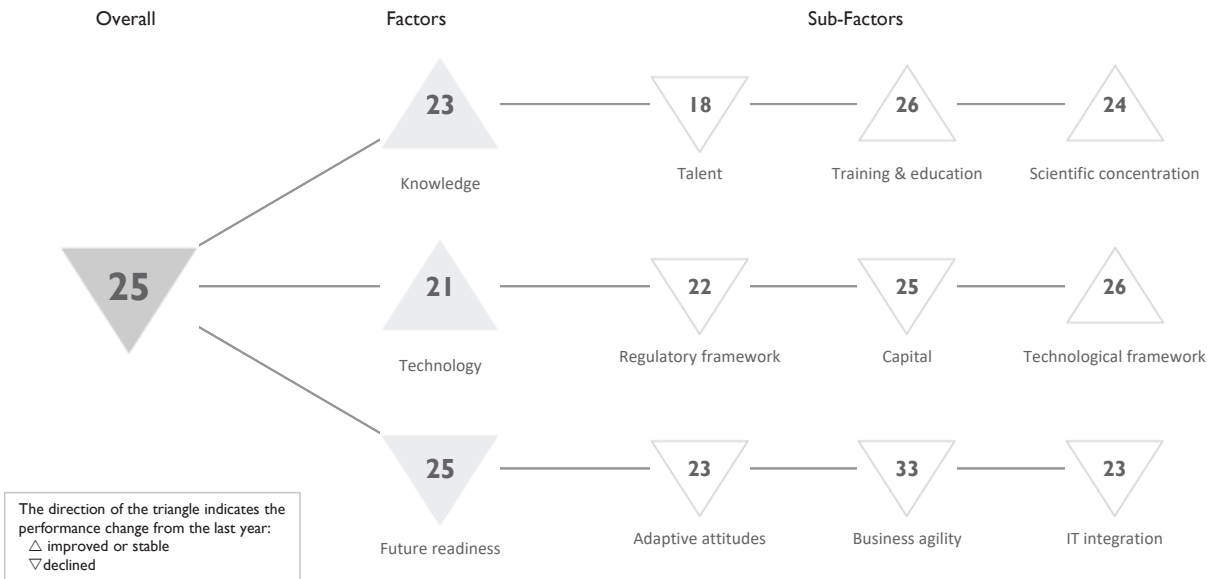 Overall
Factors
Sub-Factors
23
18
26
24
Knowledge
Talent
Training & education
Scientific concentration
25
21
22
25
26
Technology
Regulatory framework
Capital
Technological framework
25
23
33
23
Future readiness
Adaptive attitudes
Business agility
IT integration
The direction of the triangle indicates the
performance change from the last year:
△ improved or stable
▽declined